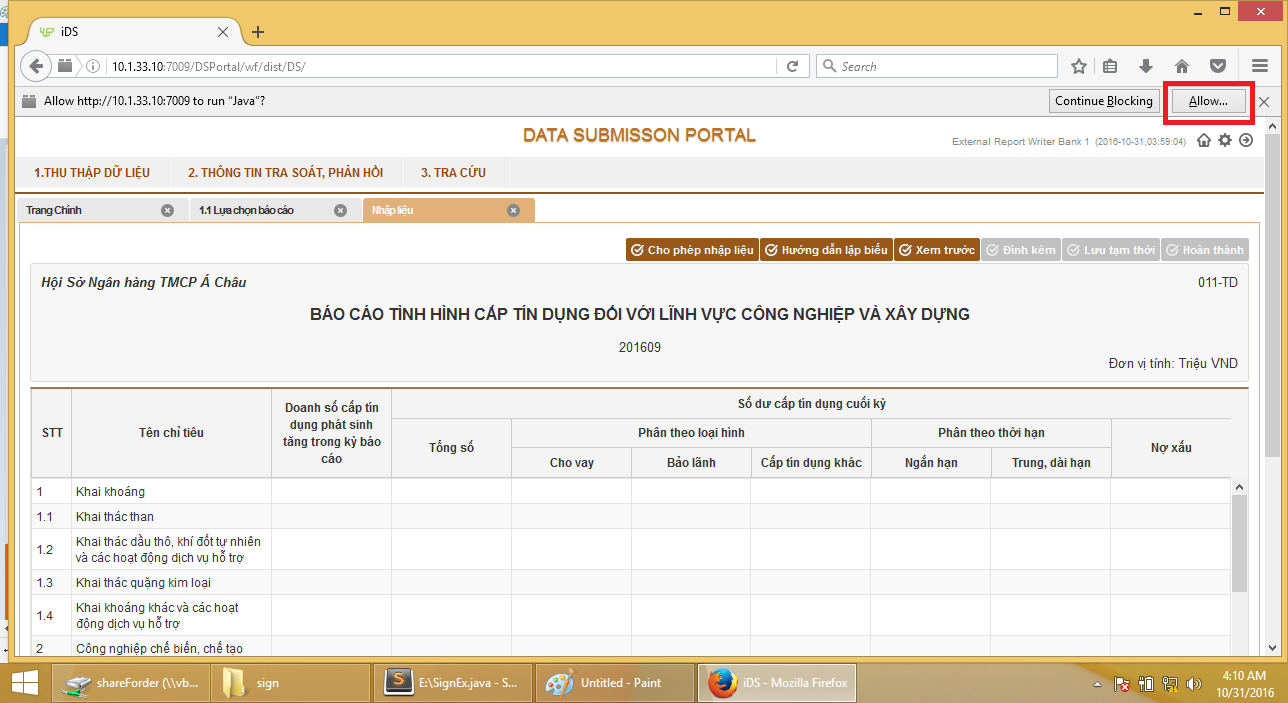 iDS
10.1.33.10:7009/DSPortal/wf/dist/DS/
Search
Allow http://10.1.33.10:7009 to run “Java”?
Continue Blocking
Allow...
DATA SUBMISSON PORTAL
External Report Writer Bank 1 (2016-10-31,03:59:04)
1.THU THẬP DỮ LIỆU
2. THÔNG TIN TRA SOÁT, PHẢN HỒI
3. TRA CỨU
Trang Chính
1.1 Lựa chọn báo cáo
Nhập liệu
Cho phép nhập liệu
Hướng dẫn lập biểu
Xem trước
Đính kèm
Lưu tạm thời
Hoàn thành
Hội Sở Ngân hàng TMCP Á Châu
011-TD
BÁO CÁO TÌNH HÌNH CẤP TÍN DỤNG ĐỐI VỚI LĨNH VỰC CÔNG NGHIỆP VÀ XÂY DỰNG
201609
Đơn vị tính: Triệu VND
STT
Tên chỉ tiêu
Doanh số cấp tín
dụng phát sinh
tăng trong kỳ báo
cáo
Số dư cấp tín dụng cuối kỳ
Tổng số
Phân theo loại hình
Phân theo thời hạn
Nợ xấu
Cho vay
Bảo lãnh
Cấp tín dụng khác
Ngắn hạn
Trung, dài hạn
1 Khai khoáng
1.1 Khai thác than
1.2 Khai thác dầu thô, khí đốt tự nhiên
và các hoạt động dịch vụ hỗ trợ
1.3 Khai thác quặng kim loại
1.4 Khai khoáng khác và các hoạt
động dịch vụ hỗ trợ
2 Công nghiệp chế biến, chế tạo
shareForder (\\vb...
sign
E:\SignEx.java - S...
Untitled - Paint
iDS - Mozilla Firefox
4:10 AM
10/31/2016